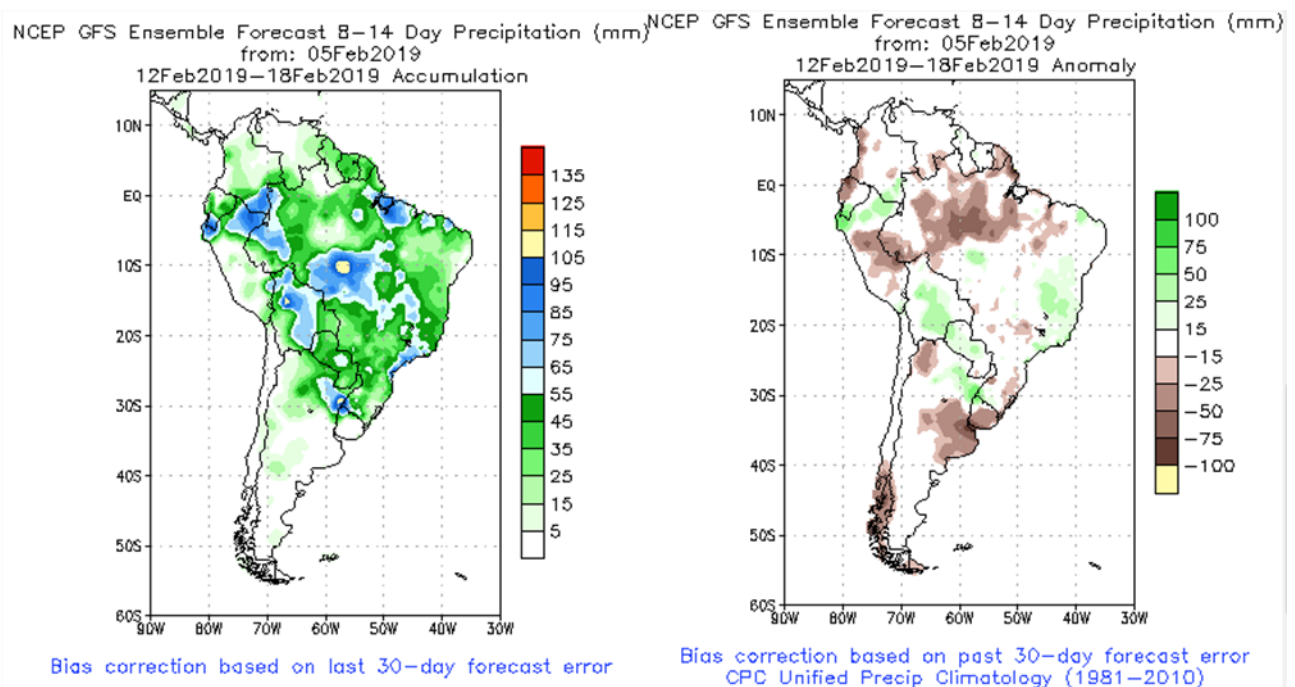 NCEP GFS Ensemble Forecast 8-14 Day Precipitation (mm)
from: 05Feb2019
12Feb2019-18Feb2019 Accumulation
10N
EQ
10S
20S
30S
40S
50S
60S
90W 80W 70W 60W 50W 40W 30W
135
125
115
105
95
85
75
65
55
45
35
25
15
5
Bias correction based on last 30-day forecast error
NCEP GFS Ensemble Forecast 8-14 Day Precipitation (mm)
from: 05Feb2019
12Feb2019-18Feb2019 Anomaly
10N
EQ
10S
20S
30S
40S
50S
60S
90W 80W 70W 60W 50W 40W 30W
100
75
50
25
15
-15
-25
-50
-75
-100
Bias correction based on past 30-day forecast error
CPC Unified Precip Climatology (1981-2010)